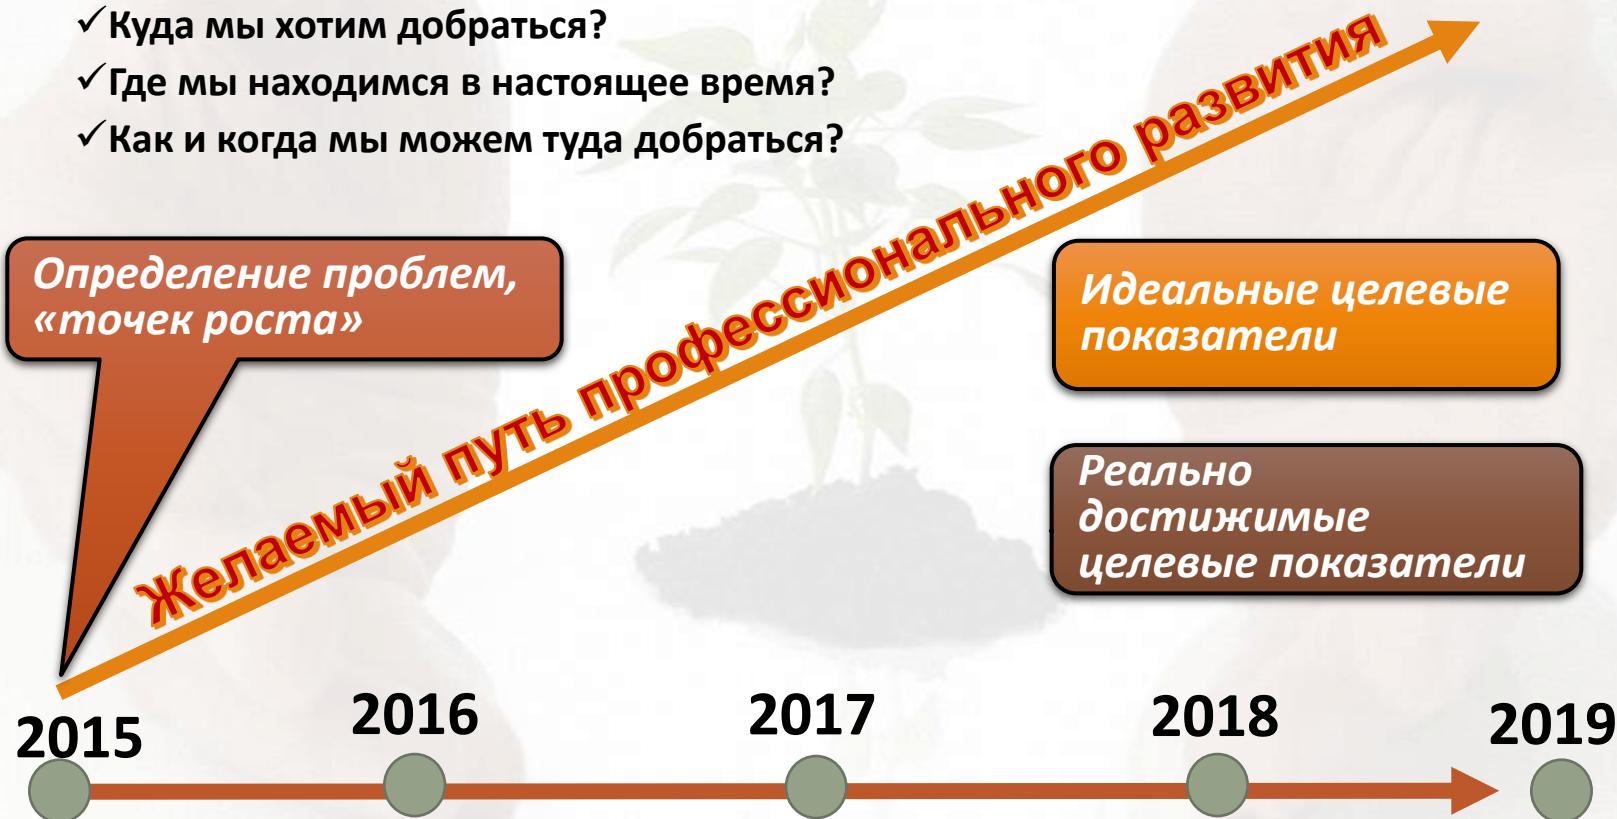 ✓Куда мы хотим добраться?
✓Где мы находимся в настоящее время?
✓Как и когда мы можем туда добраться?
Желаемый путь профессионального развития
Определение проблем,
«точек роста»
Идеальные целевые
показатели
Реально
достижимые
целевые показатели
2015
2016
2017
2018
2019